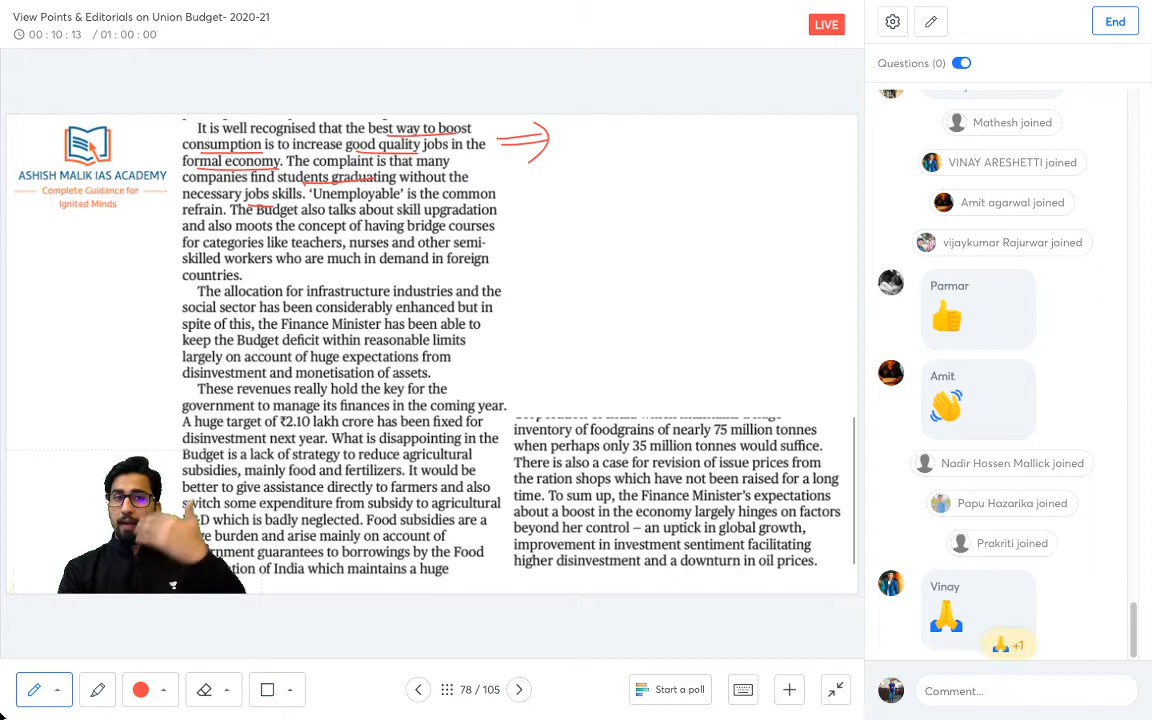 View Points & Editorials on Union Budget- 2020-21
00 : 10 : 13 / 01 : 00 : 00
LIVE
End
Questions (0)
ASHISH MALIK IAS ACADEMY
Complete Guidance for
Ignited Minds
It is well recognised that the best way to boost
consumption is to increase good quality jobs in the
formal economy. The complaint is that many
companies find students graduating without the
necessary jobs skills. ‘Unemployable’ is the common
refrain. The Budget also talks about skill upgradation
and also moots the concept of having bridge courses
for categories like teachers, nurses and other semi-
skilled workers who are much in demand in foreign
countries.
The allocation for infrastructure industries and the
social sector has been considerably enhanced but in
spite of this, the Finance Minister has been able to
keep the Budget deficit within reasonable limits
largely on account of huge expectations from
disinvestment and monetisation of assets.
These revenues really hold the key for the
government to manage its finances in the coming year.
A huge target of ₹2.10 lakh crore has been fixed for
disinvestment next year. What is disappointing in the
Budget is a lack of strategy to reduce agricultural
subsidies, mainly food and fertilizers. It would be
better to give assistance directly to farmers and also
switch some expenditure from subsidy to agricultural
which is badly neglected. Food subsidies are a
burden and arise mainly on account of
guarantees to borrowings by the Food
of India which maintains a huge
inventory of foodgrains of nearly 75 million tonnes
when perhaps only 35 million tonnes would suffice.
There is also a case for revision of issue prices from
the ration shops which have not been raised for a long
time. To sum up, the Finance Minister’s expectations
about a boost in the economy largely hinges on factors
beyond her control – an uptick in global growth,
improvement in investment sentiment facilitating
higher disinvestment and a downturn in oil prices.
Mathesh joined
VINAY ARESHETTI joined
Amit agarwal joined
vijaykumar Rajurwar joined
Parmar
Amit
Nadir Hossen Mallick joined
Papu Hazarika joined
Prakriti joined
Vinay
+1
78 / 105
Start a poll
Comment...